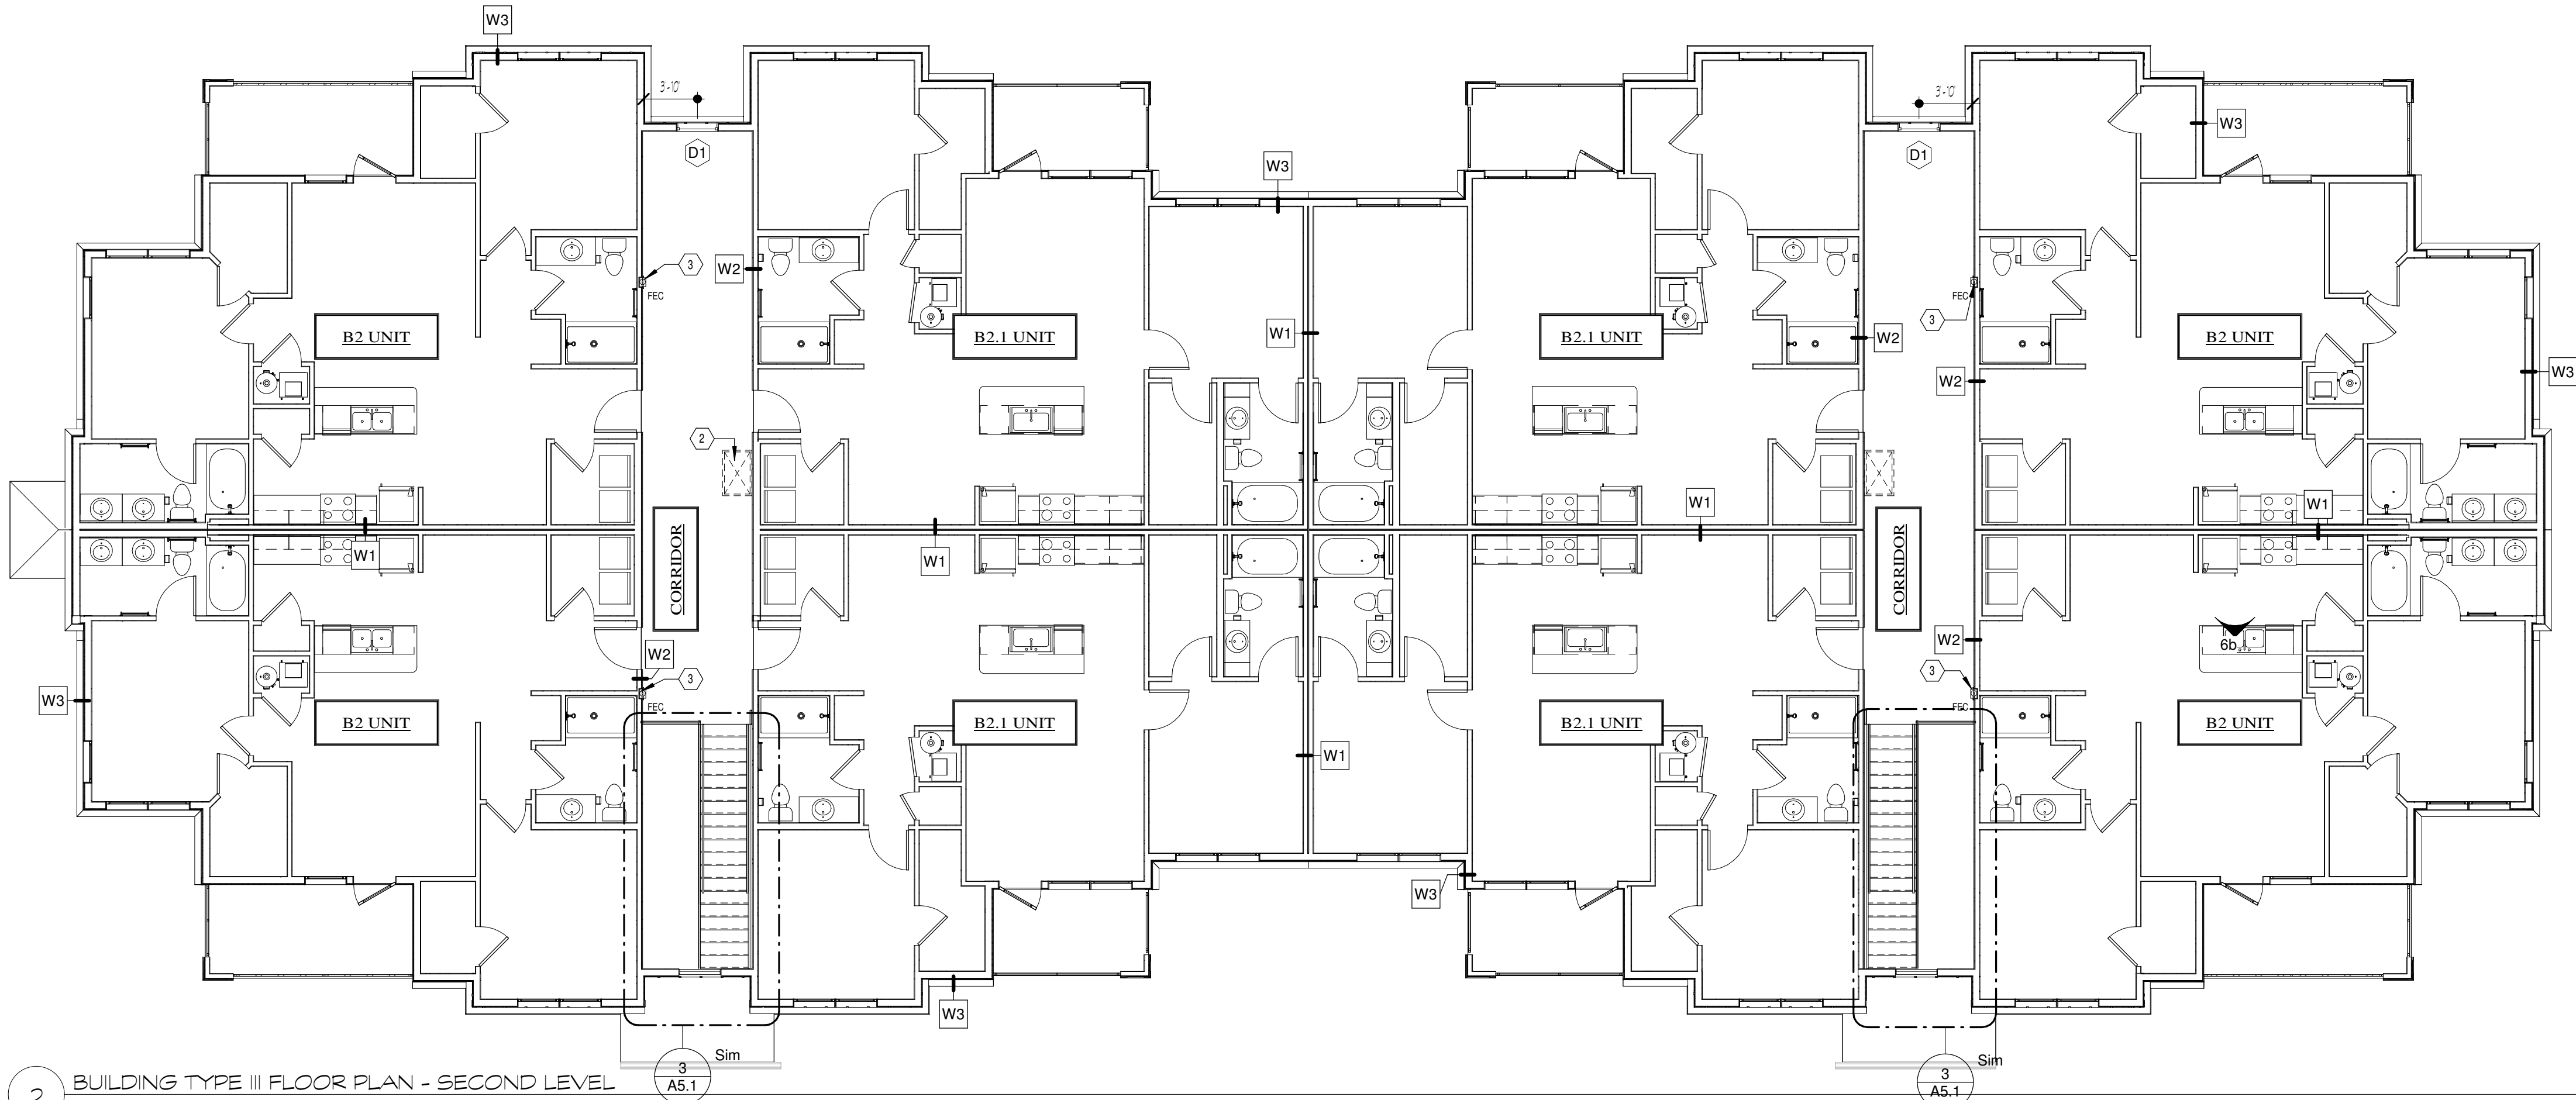 W3
3'-10"
3'-10"
W3
D1
D1
W3
3
W2
FEC
FEC
3
B2 UNIT
B2.1 UNIT
W1
B2.1 UNIT
W2
B2 UNIT
W2
W3
2
X
X
CORRIDOR
CORRIDOR
W1
W1
W1
W1
W2
W2
6b
3
3
FEC
FEC
W3
B2 UNIT
B2.1 UNIT
B2.1 UNIT
B2 UNIT
W1
W3
W3
Sim
Sim
3
A5.1
3
A5.1
2
BUILDING TYPE III FLOOR PLAN - SECOND LEVEL